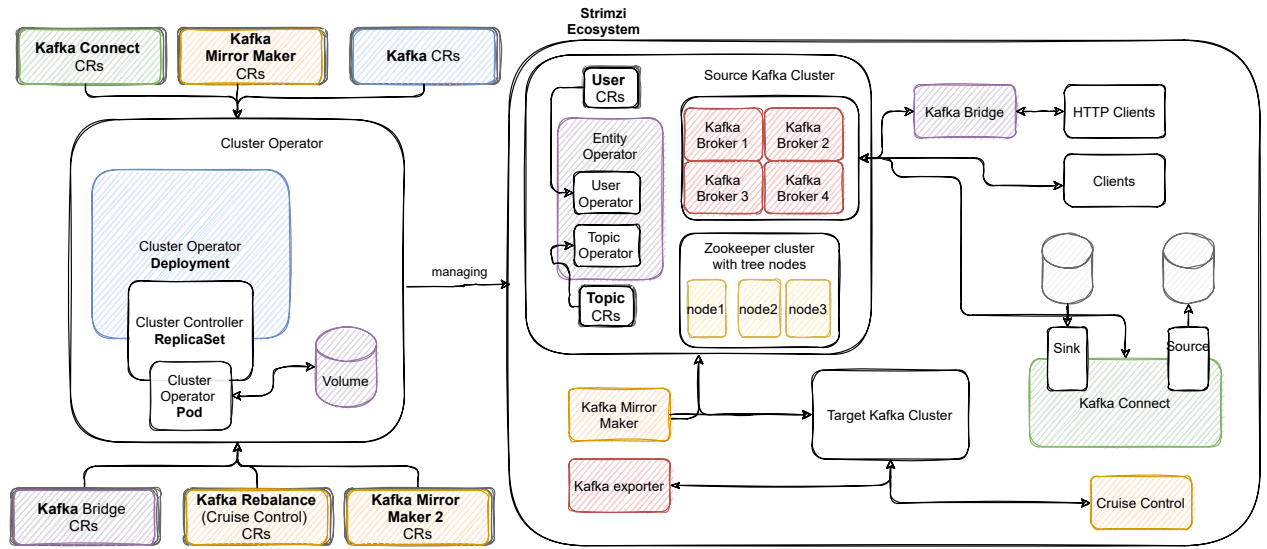 Strimzi
Ecosystem
Kafka Connect
CRs
Kafka
Mirror Maker
CRs
Kafka CRs
Cluster Operator
Cluster Operator
Deployment
Cluster Controller
ReplicaSet
Cluster
Operator
Pod
Volume
managing
Kafka Bridge
CRs
Kafka Rebalance
(Cruise Control)
CRs
Kafka Mirror
Maker 2
CRs
Source Kafka Cluster
User
CRs
Entity
Operator
User
Operator
Topic
Operator
Topic
CRs
Kafka
Broker 1
Kafka
Broker 2
Kafka
Broker 3
Kafka
Broker 4
Zookeeper cluster
with tree nodes
node1
node2
node3
Kafka Bridge
HTTP Clients
Clients
Sink
Source
Kafka Connect
Kafka Mirror
Maker
Target Kafka Cluster
Kafka exporter
Cruise Control